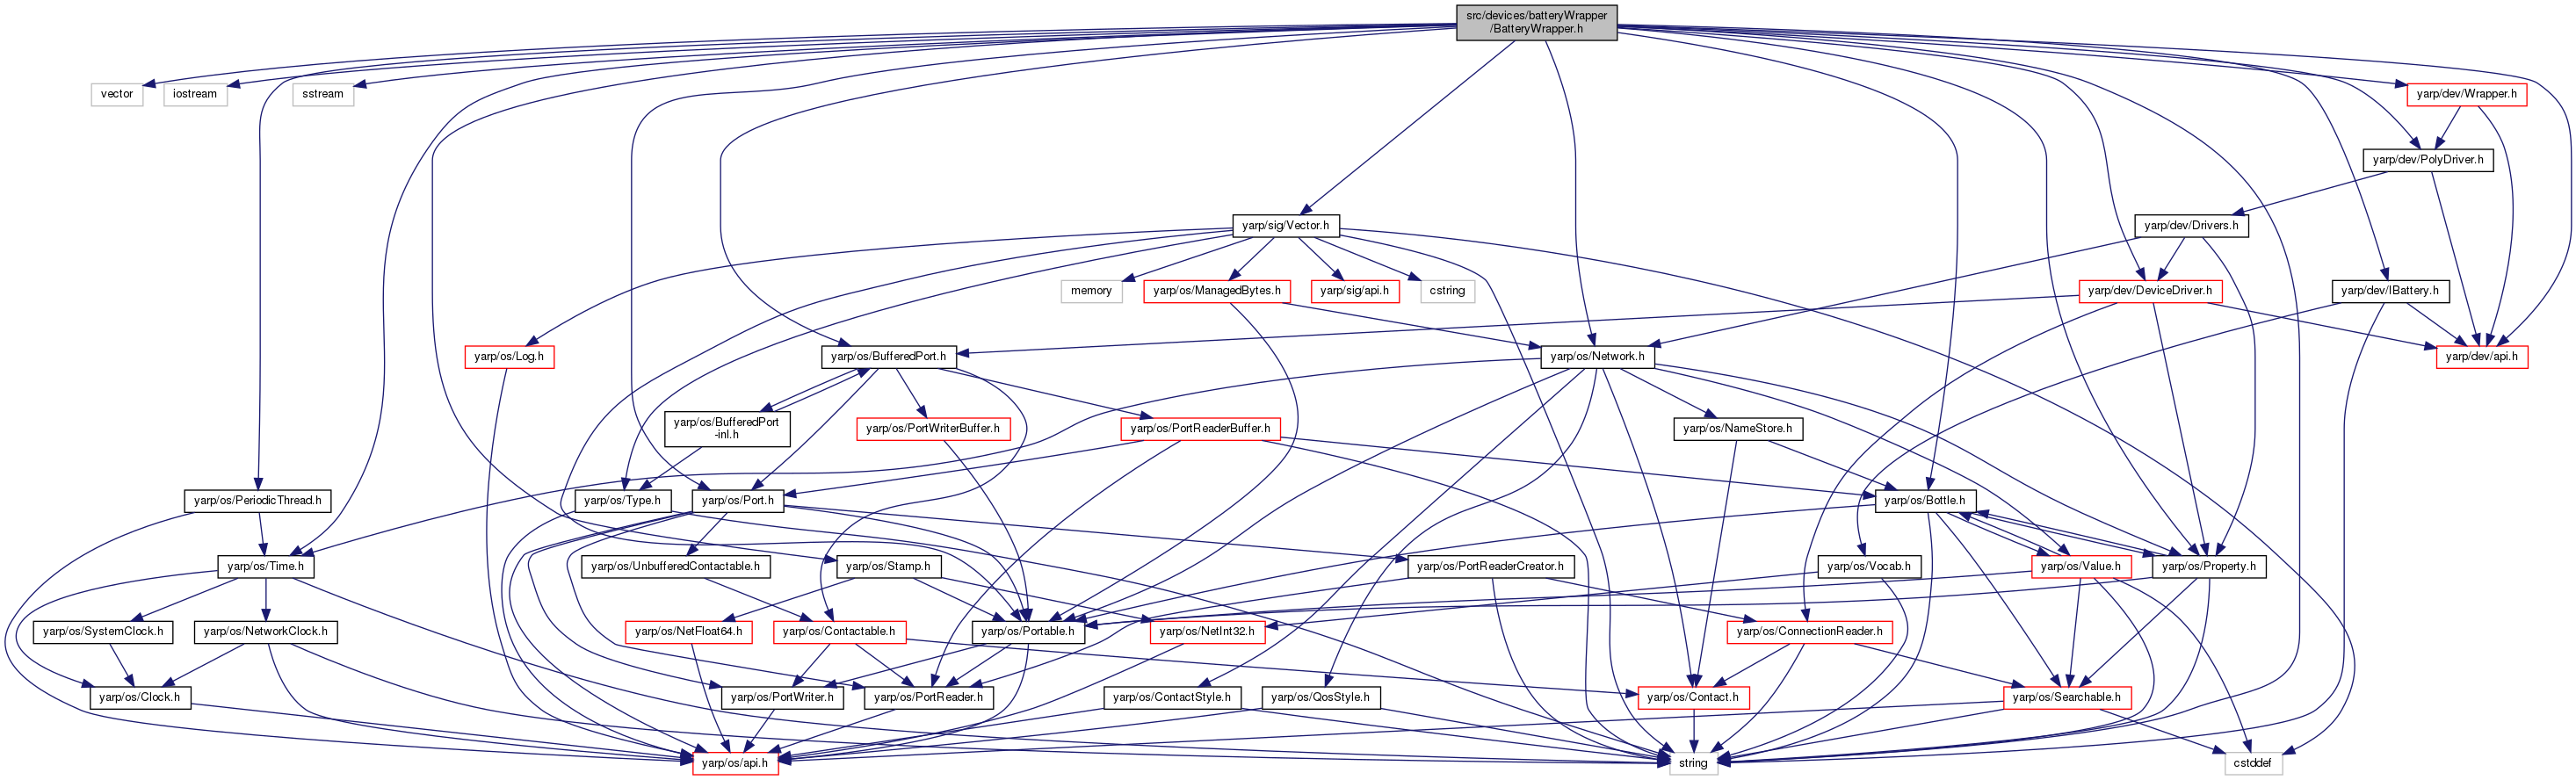 src/devices/batteryWrapper
/BatteryWrapper.h
vector
iostream
sstream
yarp/dev/Wrapper.h
yarp/dev/PolyDriver.h
yarp/sig/Vector.h
yarp/dev/Drivers.h
memory
yarp/os/ManagedBytes.h
yarp/sig/api.h
cstring
yarp/dev/DeviceDriver.h
yarp/dev/IBattery.h
yarp/os/Log.h
yarp/os/BufferedPort.h
yarp/os/Network.h
yarp/dev/api.h
yarp/os/BufferedPort
-inl.h
yarp/os/PortWriterBuffer.h
yarp/os/PortReaderBuffer.h
yarp/os/NameStore.h
yarp/os/PeriodicThread.h
yarp/os/Type.h
yarp/os/Port.h
yarp/os/Bottle.h
yarp/os/Time.h
yarp/os/UnbufferedContactable.h
yarp/os/Stamp.h
yarp/os/PortReaderCreator.h
yarp/os/Vocab.h
yarp/os/Value.h
yarp/os/Property.h
yarp/os/SystemClock.h
yarp/os/NetworkClock.h
yarp/os/NetFloat64.h
yarp/os/Contactable.h
yarp/os/Portable.h
yarp/os/NetInt32.h
yarp/os/ConnectionReader.h
yarp/os/Clock.h
yarp/os/PortWriter.h
yarp/os/PortReader.h
yarp/os/ContactStyle.h
yarp/os/QosStyle.h
yarp/os/Contact.h
yarp/os/Searchable.h
yarp/os/api.h
string
cstddef